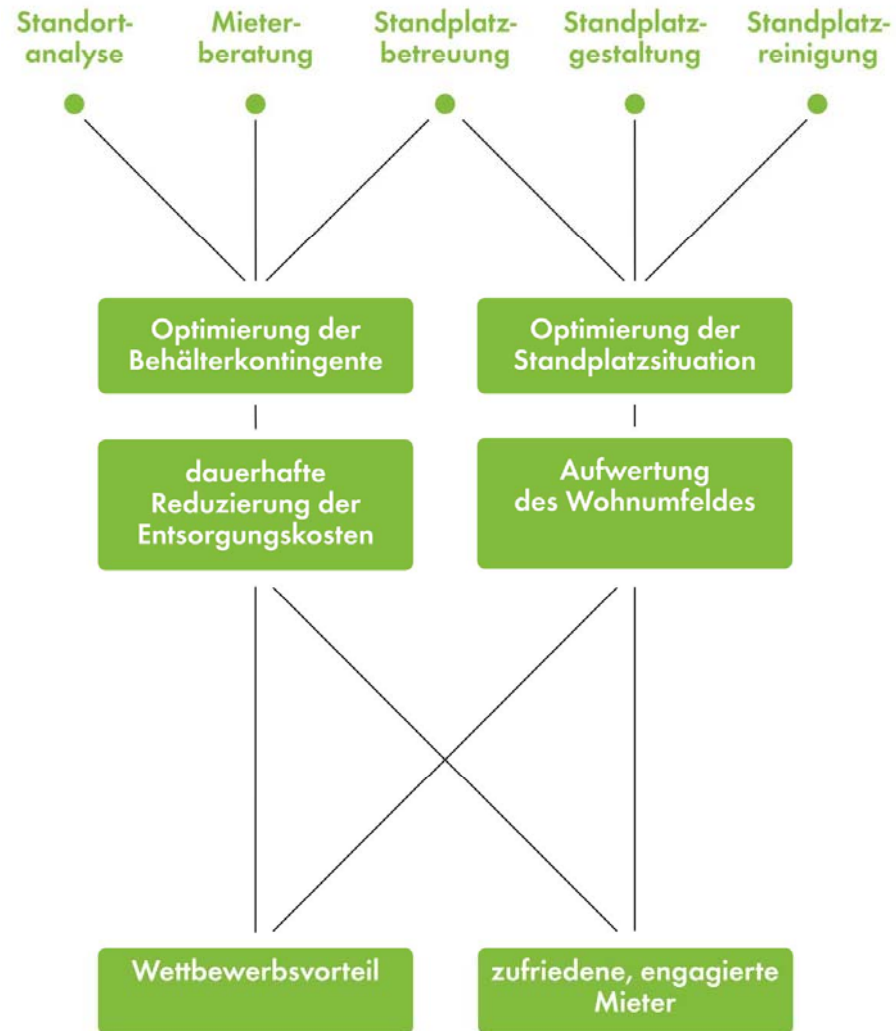 Standort-
analyse
Mieter-
beratung
Standplatz-
betreuung
Standplatz-
gestaltung
Standplatz-
reinigung
Optimierung der
Behälterkontingente
Optimierung der
Standplatzsituation
dauerhafte
Reduzierung der
Entsorgungskosten
Aufwertung
des Wohnumfeldes
Wettbewerbsvorteil
zufriedene, engagierte
Mieter